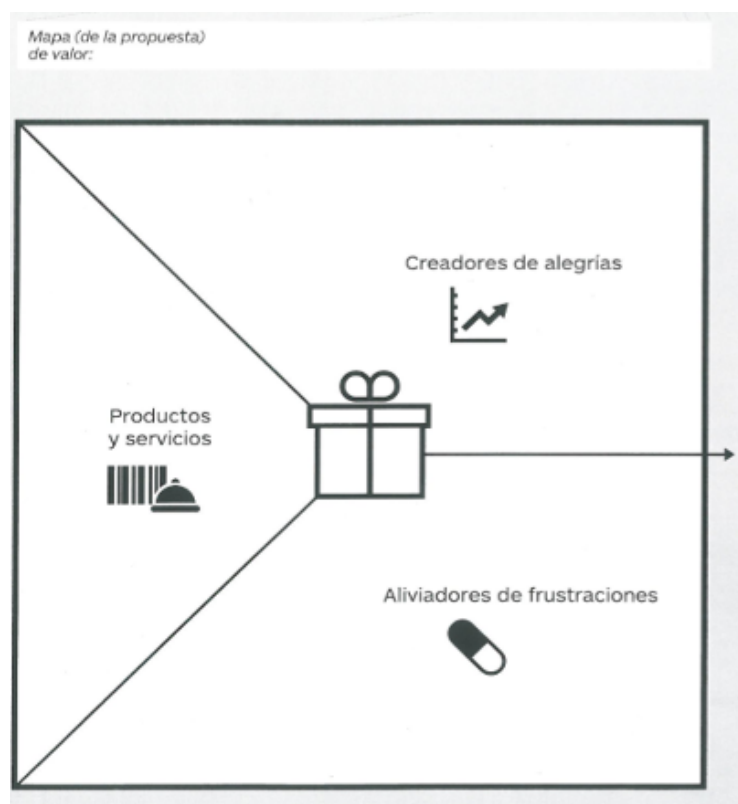 Mapa (de la propuesta)
de valor:
Creadores de alegrías
Productos
y servicios
Aliviadores de frustraciones